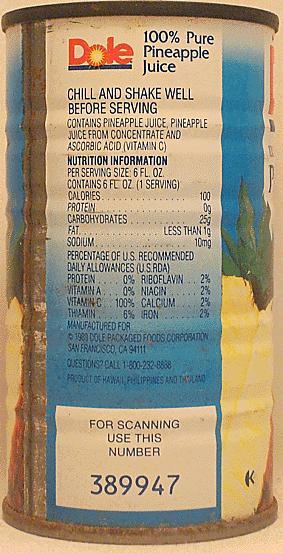 Dole
100% Pure
Pineapple
Juice
CHILL AND SHAKE WELL
BEFORE SERVING
CONTAINS PINEAPPLE JUICE, PINEAPPLE
JUICE FROM CONCENTRATE AND
ASCORBIC ACID (VITAMIN C)
NUTRITION INFORMATION
PER SERVING SIZE: 6 FL. OZ.
CONTAINS 6 FL. OZ. (1 SERVING)
CALORIES 100
PROTEIN 0g
CARBOHYDRATES 25g
FAT LESS THAN 1g
SODIUM 10mg
PERCENTAGE OF U.S. RECOMMENDED
DAILY ALLOWANCES (U.S.RDA)
PROTEIN 0% RIBOFLAVIN 2%
VITAMIN A 0% NIACIN 2%
VITAMIN C 100% CALCIUM 2%
THIAMIN 6% IRON 2%
MANUFACTURED FOR
© DOLE PACKAGED FOODS CORPORATION
SAN FRANCISCO, CA 94111
QUESTIONS? CALL 1-800-232-8888
PRODUCT OF HAWAII, PHILIPPINES AND THAILAND
FOR SCANNING
USE THIS
NUMBER
389947
K